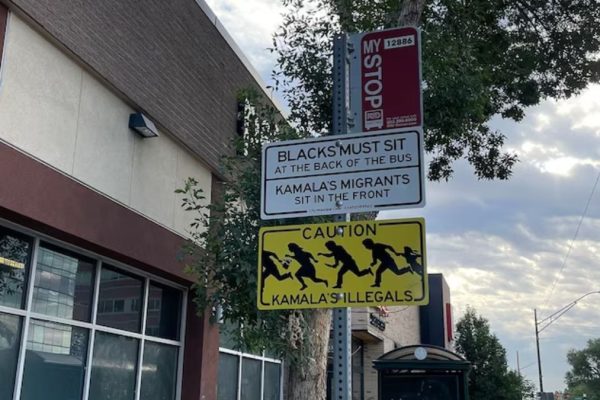 12886
MY STOP
BLACKS MUST SIT
AT THE BACK OF THE BUS
KAMALA'S MIGRANTS
SIT IN THE FRONT
CAUTION
KAMALA'S ILLEGALS